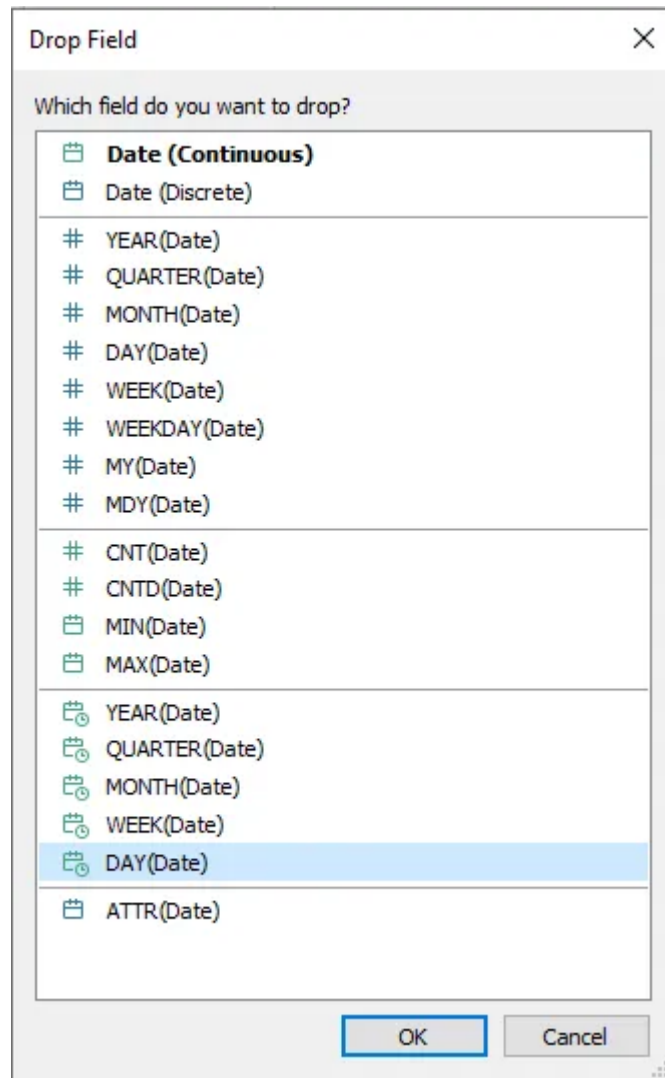 Drop Field
Which field do you want to drop?
Date (Continuous)
Date (Discrete)
YEAR(Date)
QUARTER(Date)
MONTH(Date)
DAY(Date)
WEEK(Date)
WEEKDAY(Date)
MY(Date)
MDY(Date)
CNT(Date)
CNTD(Date)
MIN(Date)
MAX(Date)
YEAR(Date)
QUARTER(Date)
MONTH(Date)
WEEK(Date)
DAY(Date)
ATTR(Date)
OK Cancel